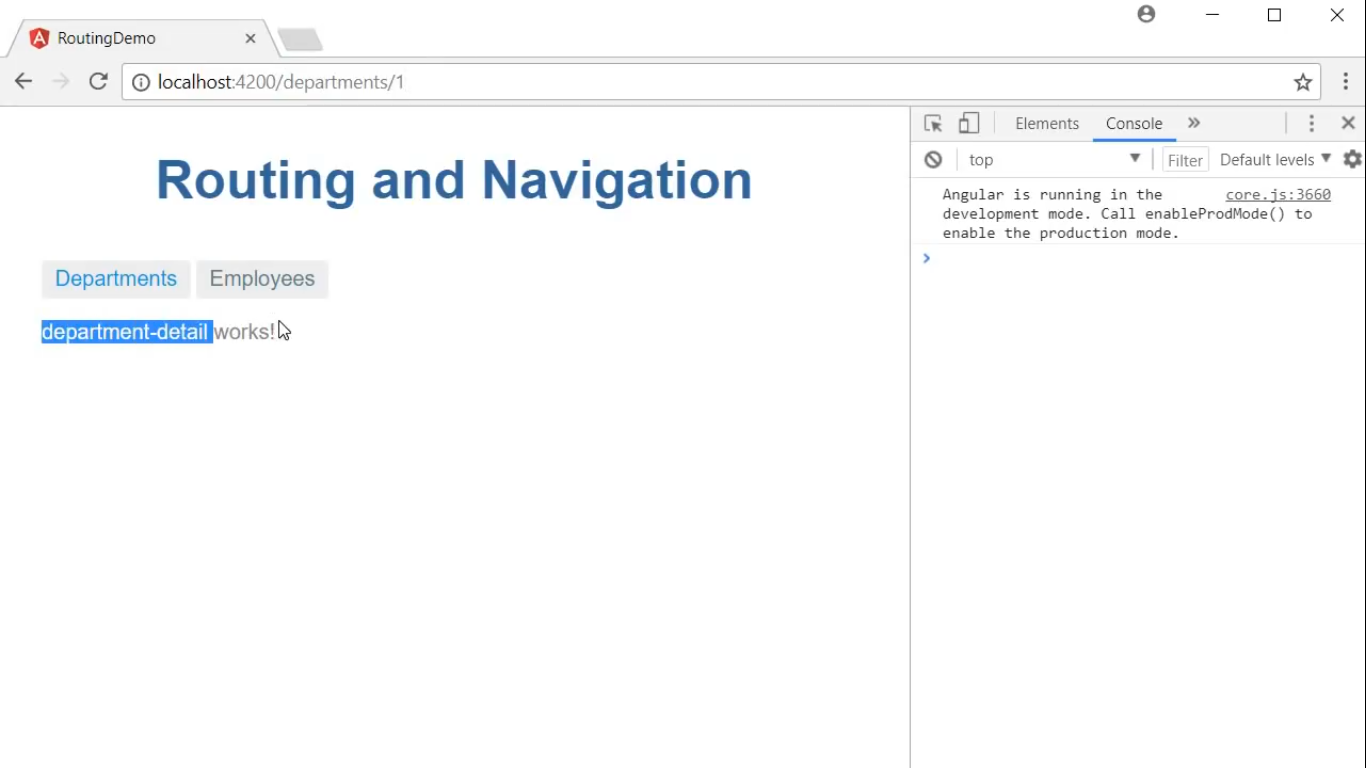 RoutingDemo
localhost:4200/departments/1
Routing and Navigation
Departments Employees
department-detail works!
Elements Console »
top Filter Default levels
Angular is running in the core.js:3660
development mode. Call enableProdMode() to
enable the production mode.